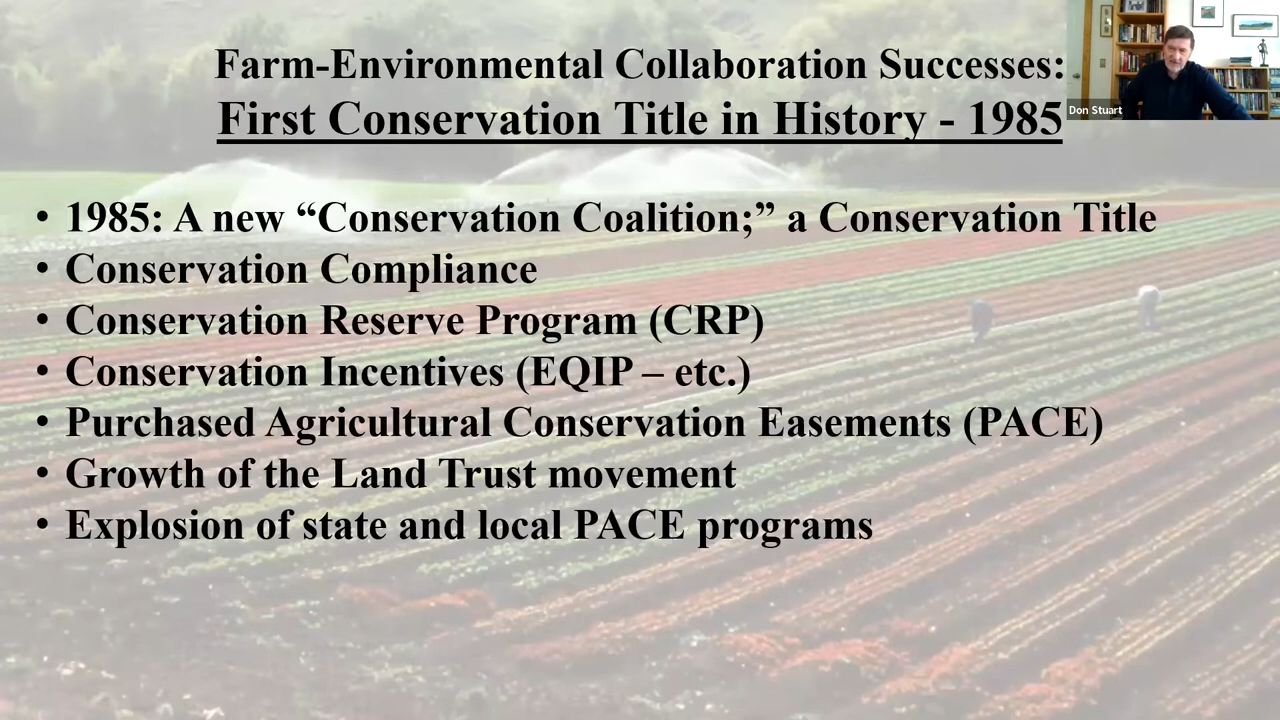 Farm-Environmental Collaboration Successes:
First Conservation Title in History - 1985
Don Stuart
• 1985: A new “Conservation Coalition;” a Conservation Title
• Conservation Compliance
• Conservation Reserve Program (CRP)
• Conservation Incentives (EQIP – etc.)
• Purchased Agricultural Conservation Easements (PACE)
• Growth of the Land Trust movement
• Explosion of state and local PACE programs